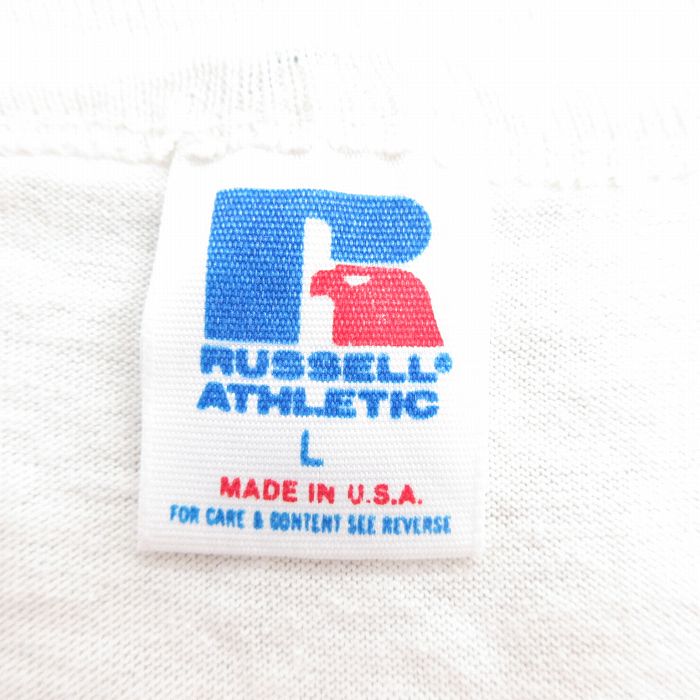 RUSSELL®
ATHLETIC
L
MADE IN U.S.A.
FOR CARE & CONTENT SEE REVERSE